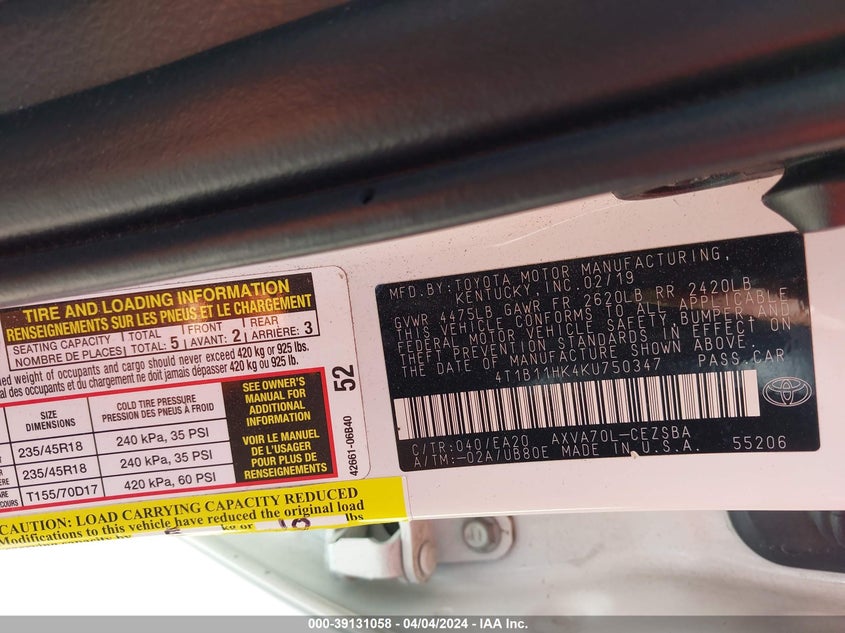 TIRE AND LOADING INFORMATION
RENSEIGNEMENTS SUR LES PNEUS ET LE CHARGEMENT
SEATING CAPACITY TOTAL FRONT REAR
NOMBRE DE PLACES TOTAL: 5 AVANT: 2 ARRIÈRE: 3
weight of occupants and cargo should never exceed 420 kg or 925 lbs.
des occupants et du chargement ne doit jamais dépasser 420 kg ou 925 lb.
SIZE
DIMENSIONS
COLD TIRE PRESSURE
PRESSION DES PNEUS À FROID
235/45R18 240 kPa, 35 PSI
235/45R18 240 kPa, 35 PSI
T155/70D17 420 kPa, 60 PSI
SEE OWNER'S
MANUAL FOR
ADDITIONAL
INFORMATION
VOIR LE MANUEL
DE L'USAGER
POUR PLUS DE
RENSEIGNEMENTS
52
42661-06B40
CAUTION: LOAD CARRYING CAPACITY REDUCED
Modifications to this vehicle have reduced the original load
kg or lbs
MFD.BY:TOYOTA MOTOR MANUFACTURING,
KENTUCKY, INC. 02/19
GVWR 4475LB GAWR FR 2620LB RR 2420LB
THIS VEHICLE CONFORMS TO ALL APPLICABLE
FEDERAL MOTOR VEHICLE SAFETY BUMPER, AND
THEFT PREVENTION STANDARDS IN EFFECT ON
THE DATE OF MANUFACTURE SHOWN ABOVE.
4T1B11HK4KU750347 PASS.CAR
C/TR:040/EA20 AXVA70L-CEZSBA
A/TM:-02A/UB80E MADE IN U.S.A. 55206
TOYOTA
000-39131058 - 04/04/2024 - IAA Inc.